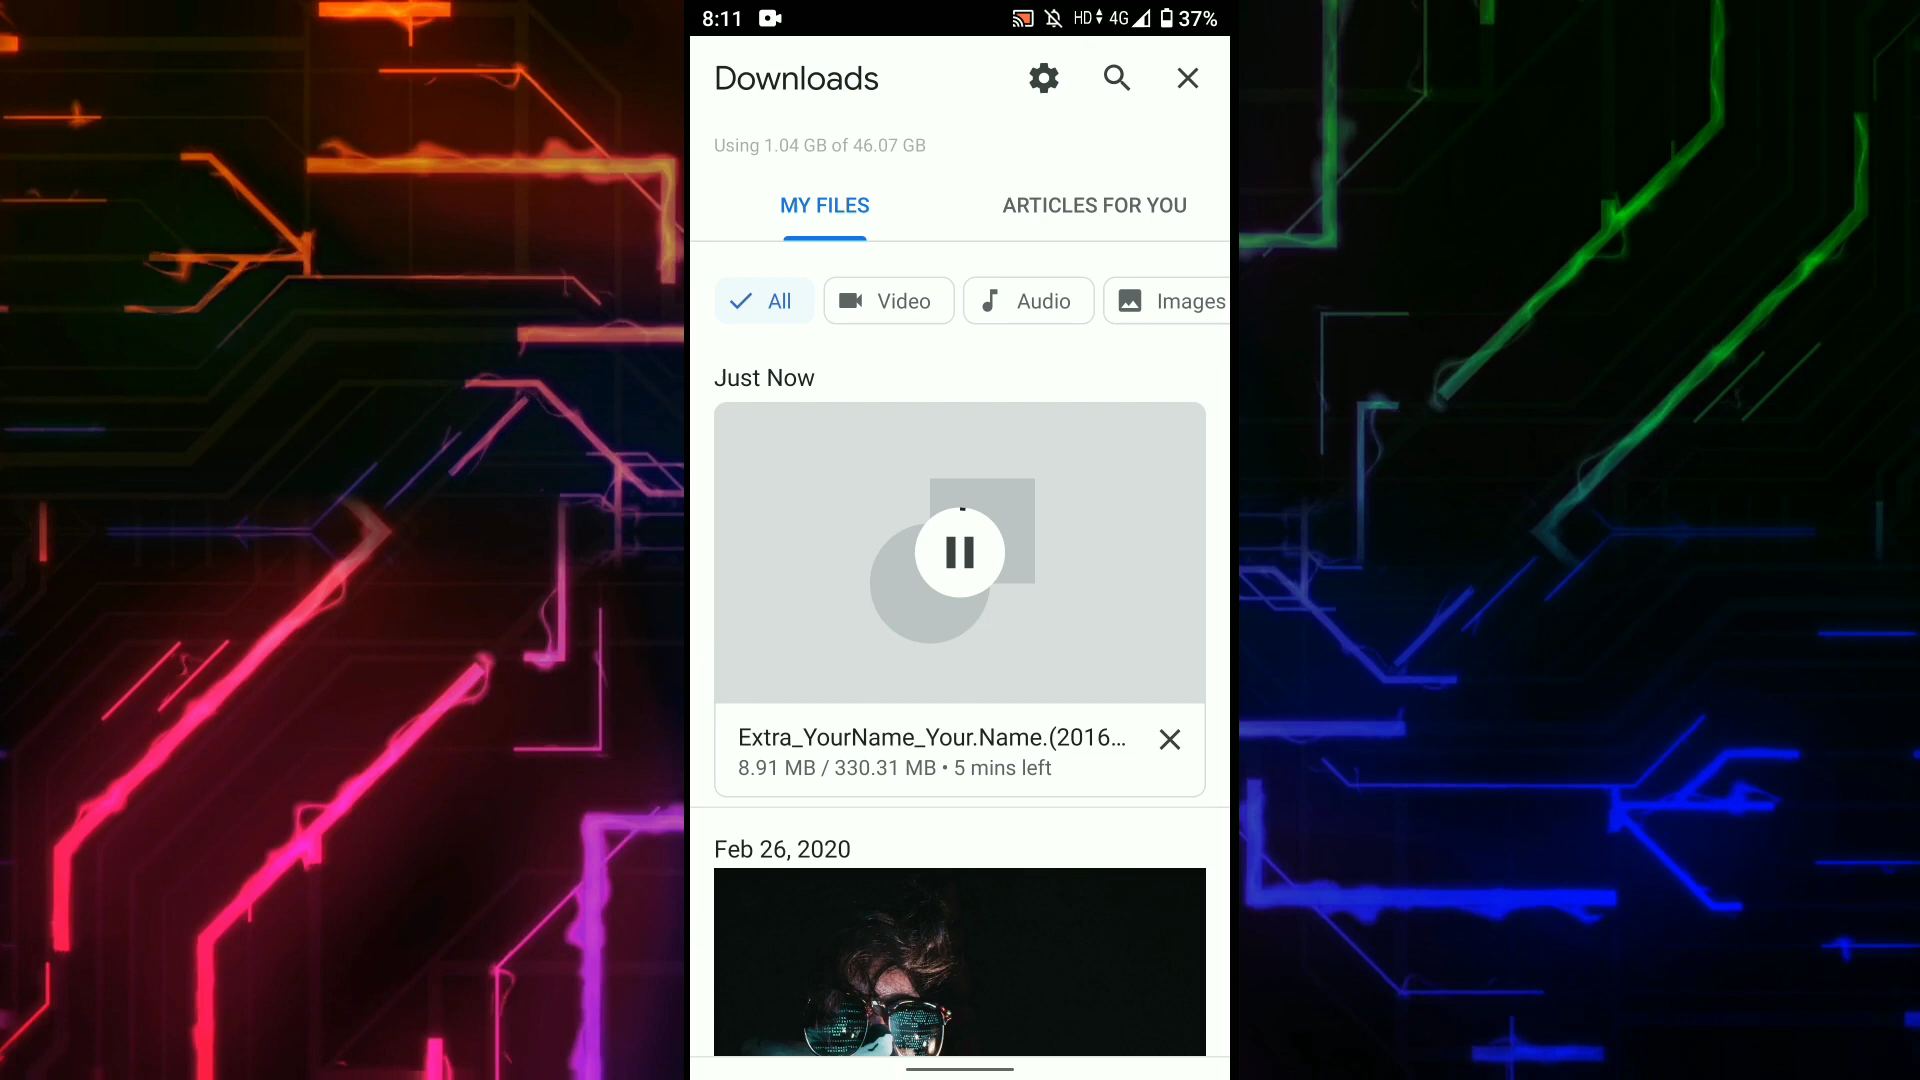 8:11 HD 4G 37%
Downloads
Using 1.04 GB of 46.07 GB
MY FILES ARTICLES FOR YOU
All Video Audio Images
Just Now
Extra_YourName_Your.Name.(2016...
8.91 MB / 330.31 MB • 5 mins left
Feb 26, 2020